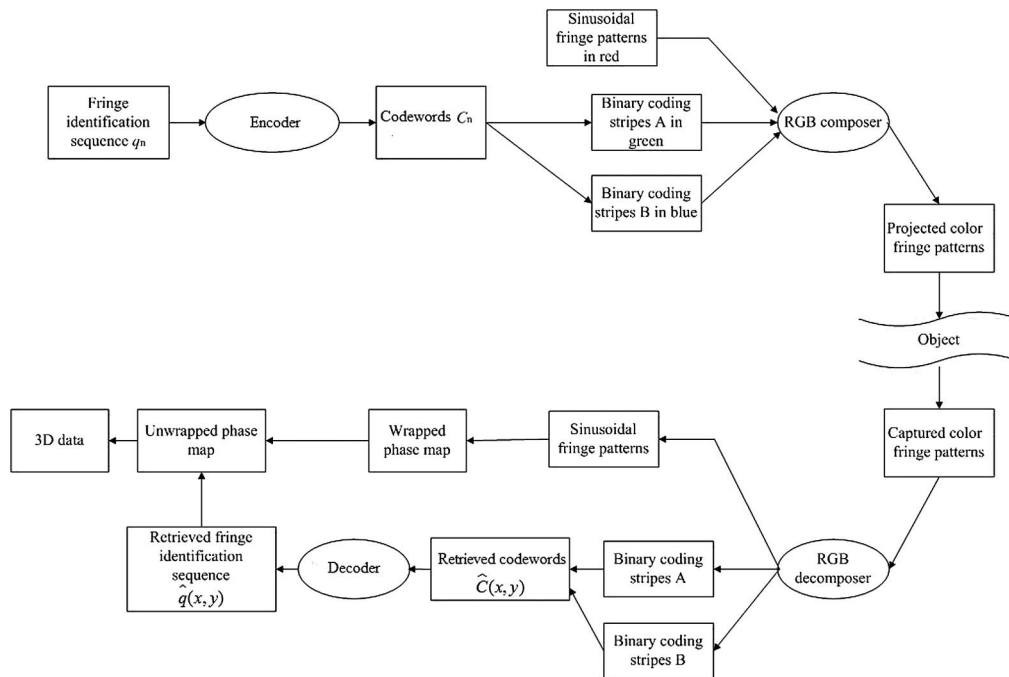 Sinusoidal
fringe patterns
in red
Fringe
identification
sequence qn
Encoder
Codewords Cn
Binary coding
stripes A in
green
RGB composer
Binary coding
stripes B in blue
Projected color
fringe patterns
Object
3D data
Unwrapped phase
map
Wrapped
phase map
Sinusoidal
fringe patterns
Captured color
fringe patterns
Retrieved fringe
identification
sequence
q̂(x, y)
Decoder
Retrieved codewords
Ĉ(x, y)
Binary coding
stripes A
RGB
decomposer
Binary coding
stripes B